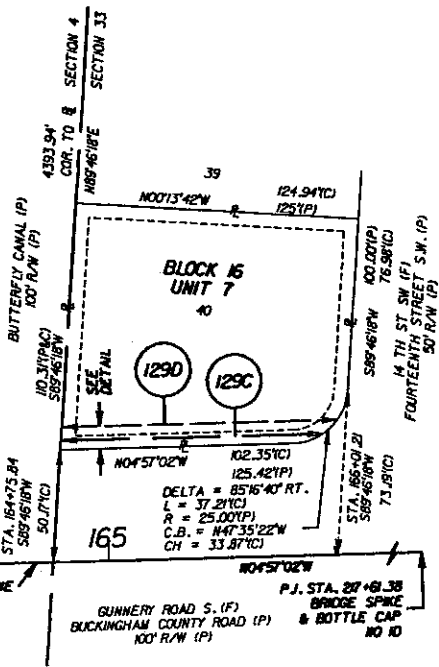 SECTION 4
SECTION 33
4393.94'
COR. TO ⅊
N89°46'18"E
BUTTERFLY CANAL (P)
100' R/W (P)
39
N00°13'42"W
124.94'(C)
125'(P)
⅊
BLOCK 16
UNIT 7
40
100.00'(P)
76.98'(C)
S89°46'18"W
14 TH ST SW (F)
FOURTEENTH STREET S.W. (P)
50' R/W (P)
110.31'(P&C)
S89°46'18"W
SEE
DETAIL
129D
129C
N04°57'02"W
102.35'(C)
125.42'(P)
DELTA = 85°16'40" RT.
L = 37.21'(C)
R = 25.00'(P)
C.B. = N47°35'22"W
CH = 33.87'(C)
STA. 164+75.84
S89°46'18"W
50.17'(C)
STA. 166+01.21
S89°46'18"W
73.19'(C)
165
N04°57'02"W
GUNNERY ROAD S. (F)
BUCKINGHAM COUNTY ROAD (P)
100' R/W (P)
P.I. STA. 217+61.38
BRIDGE SPIKE
& BOTTLE CAP
NO ID